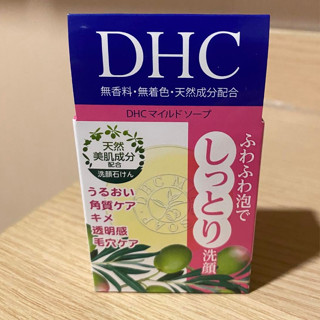 DHC
無香料・無着色・天然成分配合
DHC マイルド ソープ
天然
美肌成分
配合
洗顔石けん
うるおい
角質ケア
キメ
透明感
毛穴ケア
ふわふわ泡で
しっとり洗顔
DHC M